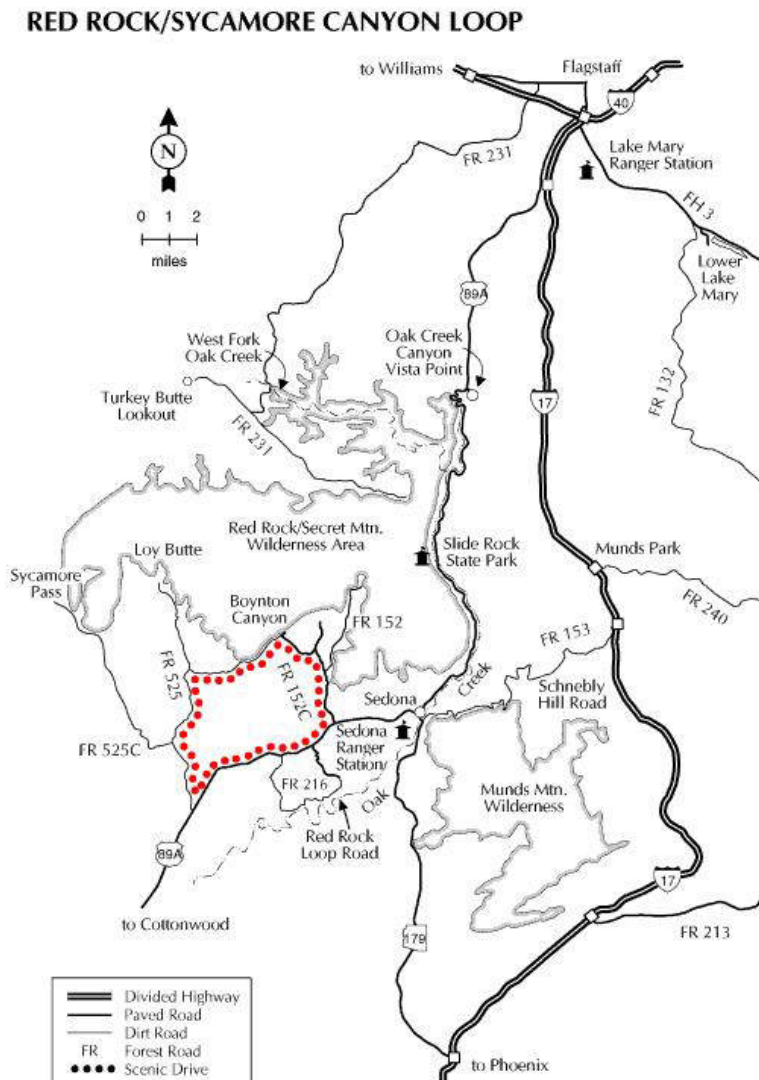 RED ROCK/SYCAMORE CANYON LOOP
to Williams
Flagstaff
40
N
FR 231
Lake Mary
Ranger Station
0 1 2
miles
FH 3
Lower
Lake
Mary
89A
West Fork
Oak Creek
Oak Creek
Canyon
Vista Point
Turkey Butte
Lookout
FR 231
17
FR 132
Red Rock/Secret Mtn.
Wilderness Area
Slide Rock
State Park
Munds Park
Loy Butte
Sycamore
Pass
Boynton
Canyon
FR 152
FR 240
FR 153
FR 525
FR 152C
Sedona
Creek
Schnebly
Hill Road
FR 525C
Sedona
Ranger
Station/
FR 216
Oak
Munds Mtn.
Wilderness
Red Rock
Loop Road
89A
17
to Cottonwood
179
FR 213
Divided Highway
Paved Road
Dirt Road
FR Forest Road
Scenic Drive
to Phoenix